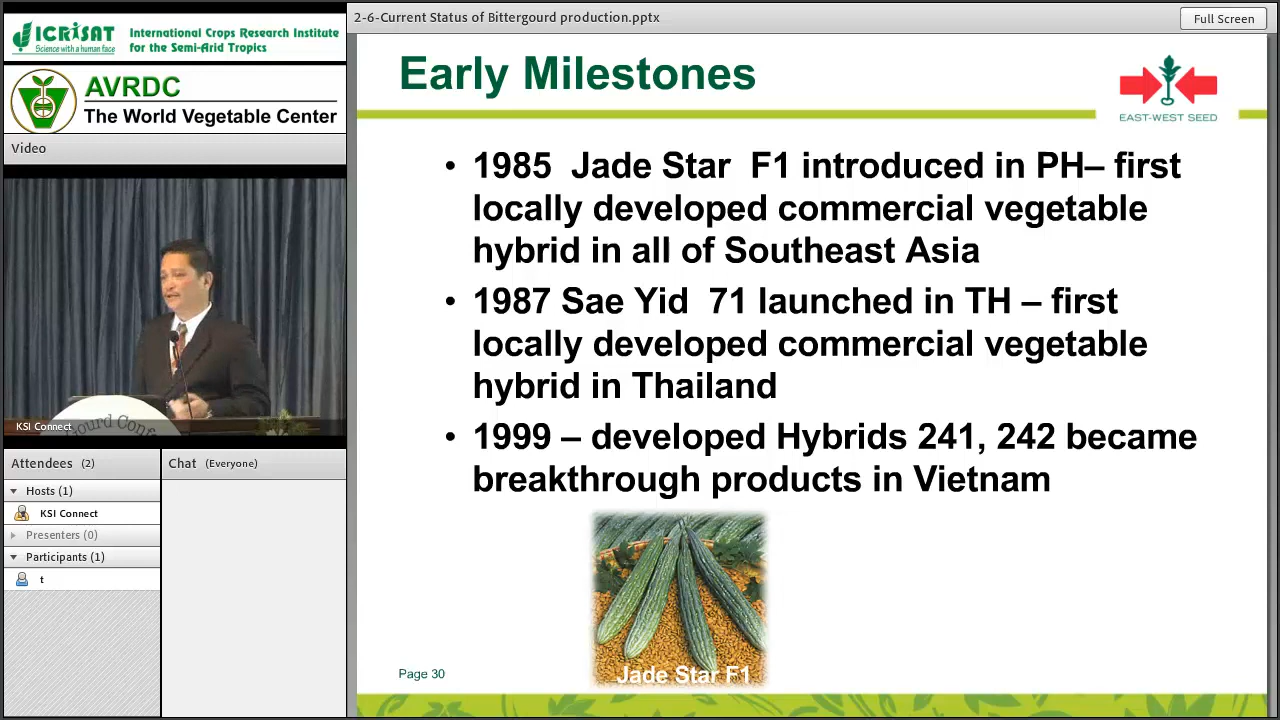 2-6-Current Status of Bittergourd production.pptx
Full Screen
ICRISAT
Science with a human face
International Crops Research Institute
for the Semi-Arid Tropics
AVRDC
The World Vegetable Center
Video
KSI Connect
Gourd Conf
Attendees (2)
Hosts (1)
KSI Connect
Presenters (0)
Participants (1)
t
Chat (Everyone)
Early Milestones
EAST-WEST SEED
• 1985 Jade Star F1 introduced in PH– first
locally developed commercial vegetable
hybrid in all of Southeast Asia
• 1987 Sae Yid 71 launched in TH – first
locally developed commercial vegetable
hybrid in Thailand
• 1999 – developed Hybrids 241, 242 became
breakthrough products in Vietnam
Jade Star F1
Page 30